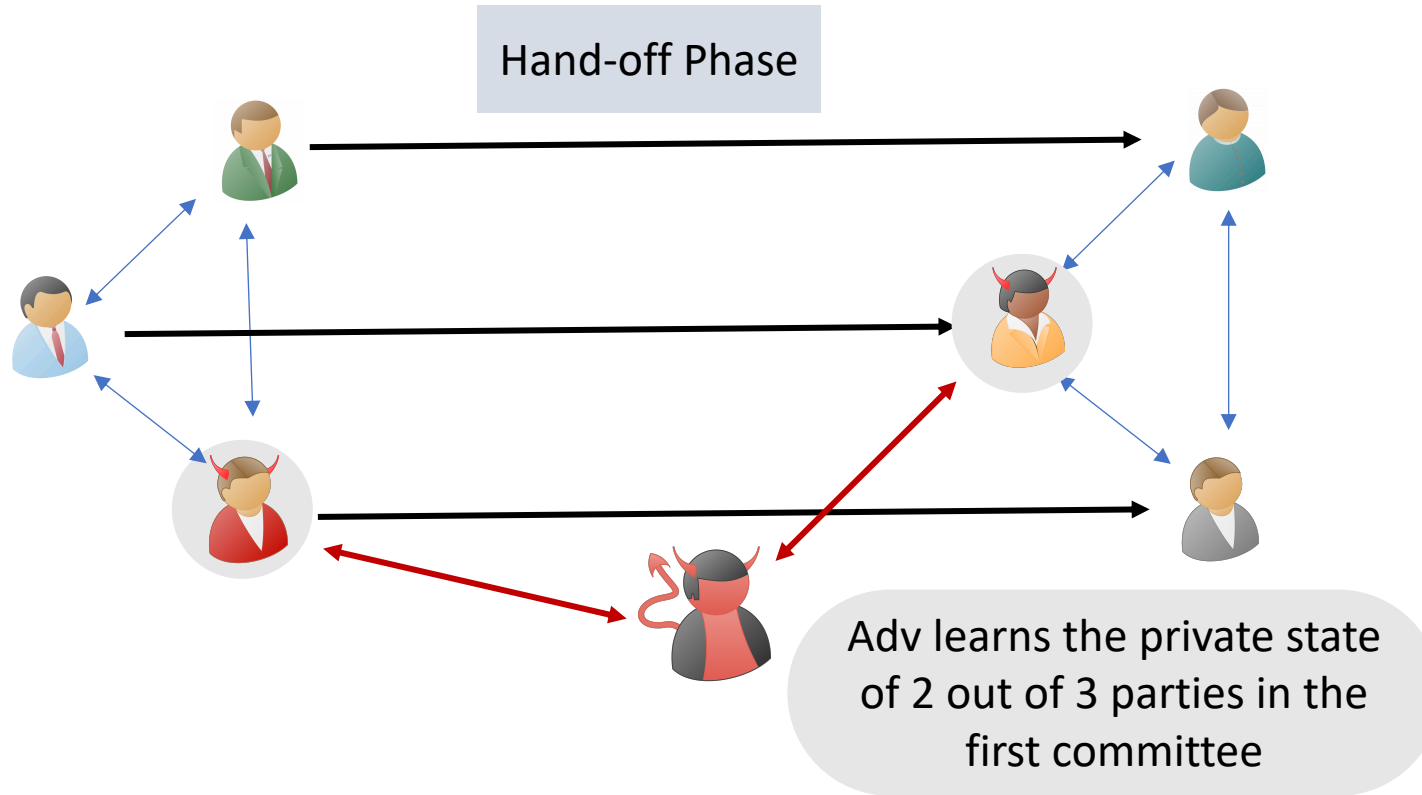 Hand-off Phase
Adv learns the private state
of 2 out of 3 parties in the
first committee